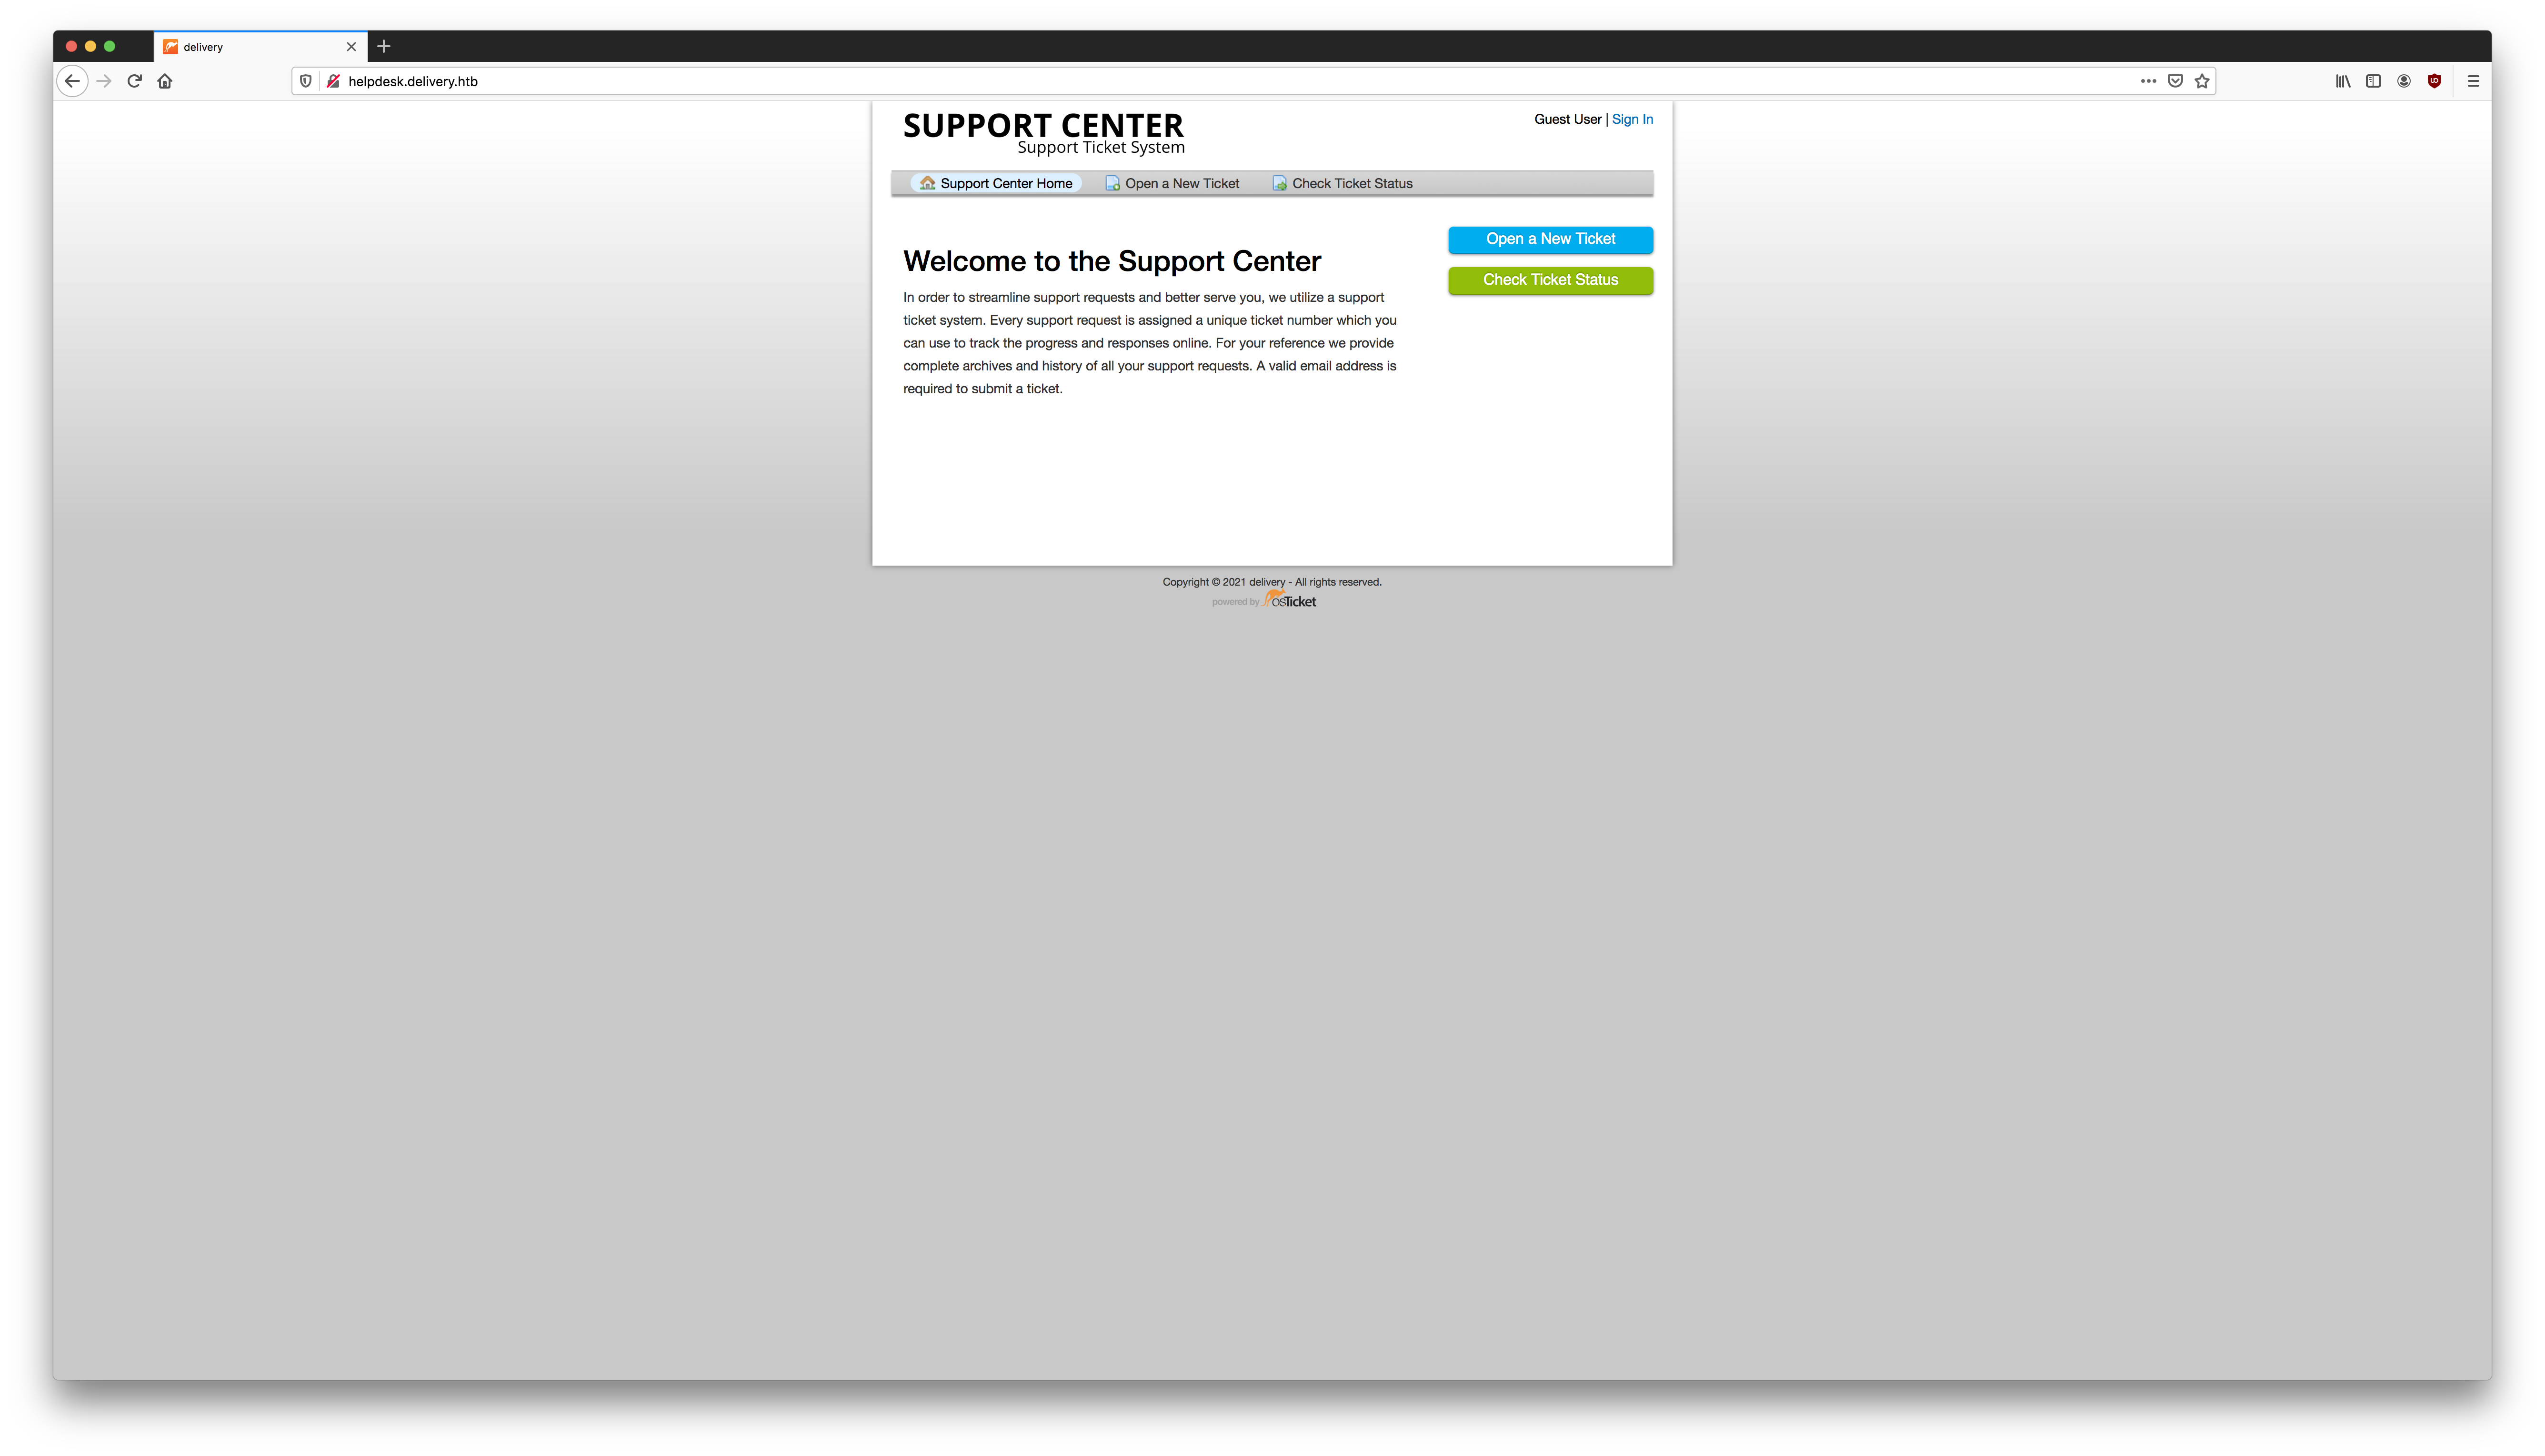 delivery
helpdesk.delivery.htb
SUPPORT CENTER
Support Ticket System
Guest User | Sign In
Support Center Home Open a New Ticket Check Ticket Status
Open a New Ticket
Check Ticket Status
Welcome to the Support Center
In order to streamline support requests and better serve you, we utilize a support
ticket system. Every support request is assigned a unique ticket number which you
can use to track the progress and responses online. For your reference we provide
complete archives and history of all your support requests. A valid email address is
required to submit a ticket.
Copyright © 2021 delivery - All rights reserved.
powered by osTicket